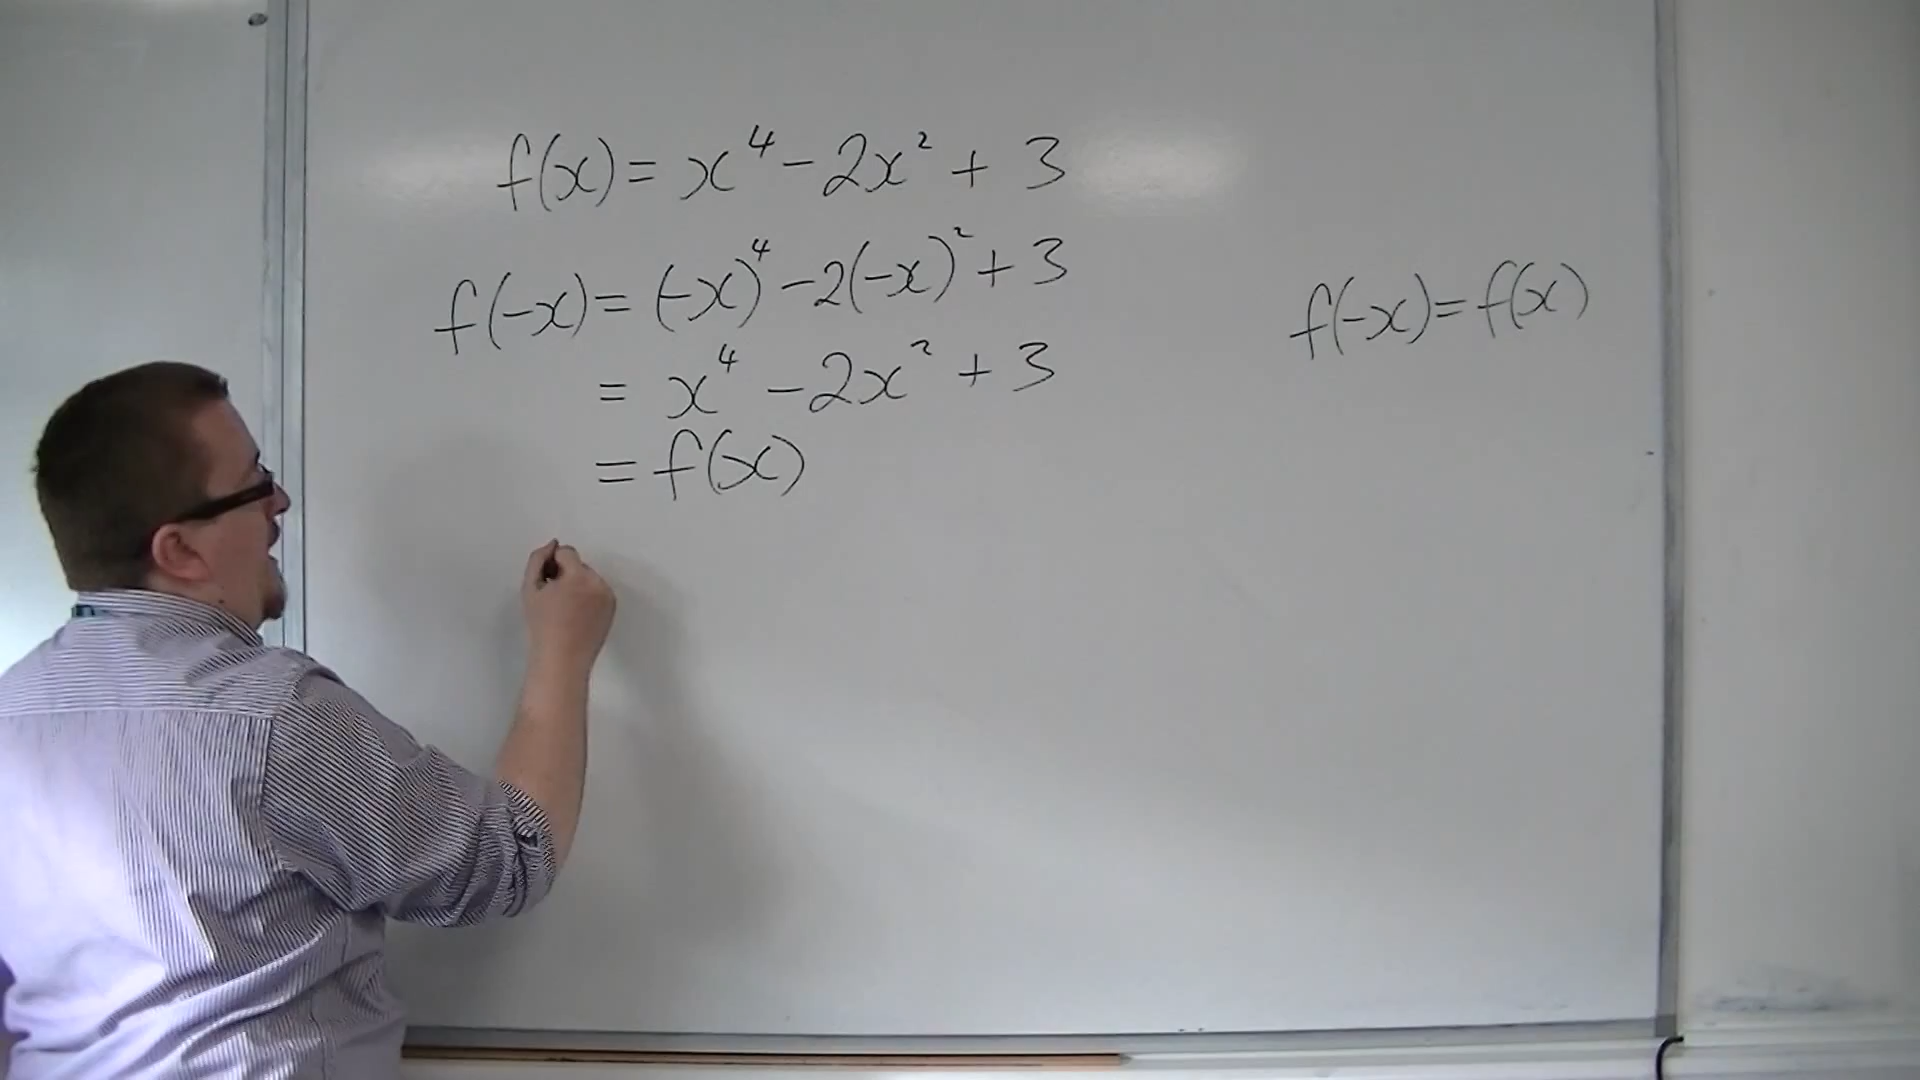 f(x) = x⁴ - 2x² + 3
f(-x) = (-x)⁴ - 2(-x)² + 3
= x⁴ - 2x² + 3
= f(x)
f(-x) = f(x)